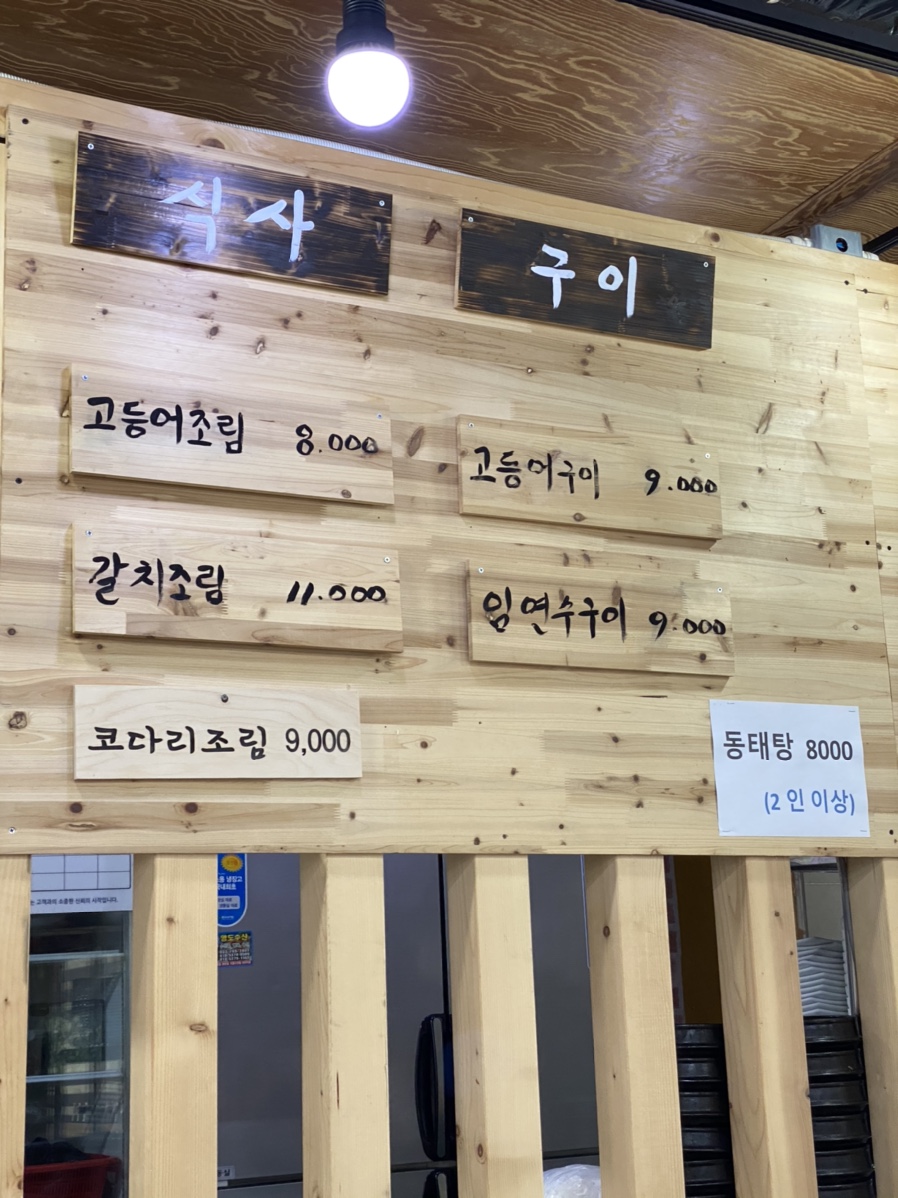 식사
고등어조림 8.000
갈치조림 11.000
코다리조림 9,000
구이
고등어구이 9.000
임연수구이 9.000
동태탕 8000
(2인 이상)